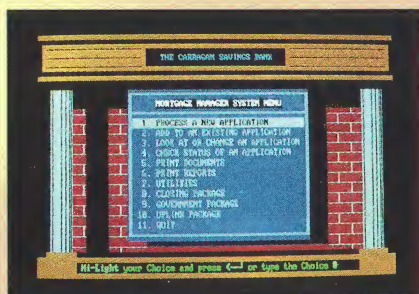 THE CARRAGAN SAVINGS BANK
MORTGAGE MANAGER SYSTEM MENU
1. PROCESS A NEW APPLICATION
2. ADD TO AN EXISTING APPLICATION
3. LOOK AT OR CHANGE AN APPLICATION
4. CHECK STATUS OF AN APPLICATION
5. PRINT DOCUMENTS
6. PRINT REPORTS
7. UTILITIES
8. CLOSING PACKAGE
9. GOVERNMENT PACKAGE
10. UPLINK PACKAGE
11. QUIT
Hi-Light your Choice and press <─┘ or type the Choice #